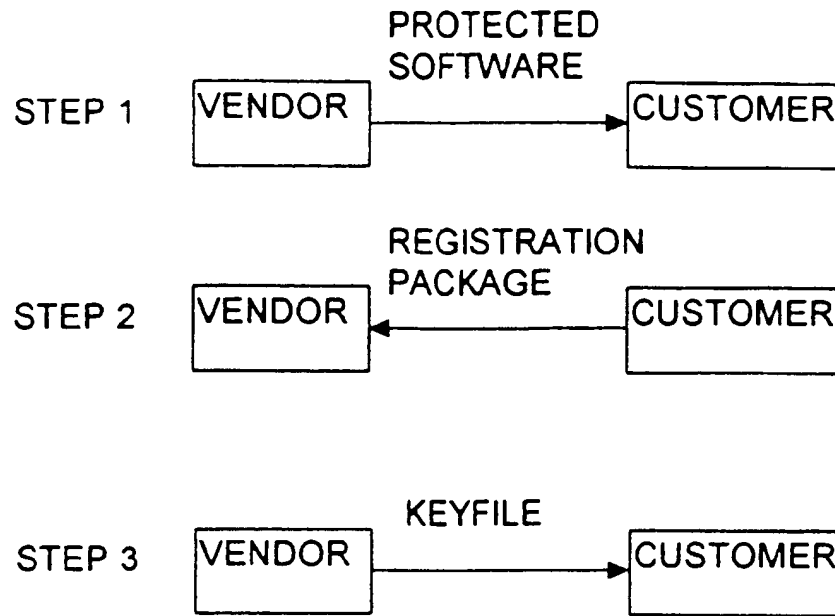 PROTECTED
SOFTWARE
STEP 1
VENDOR
CUSTOMER
REGISTRATION
PACKAGE
STEP 2
VENDOR
CUSTOMER
KEYFILE
STEP 3
VENDOR
CUSTOMER